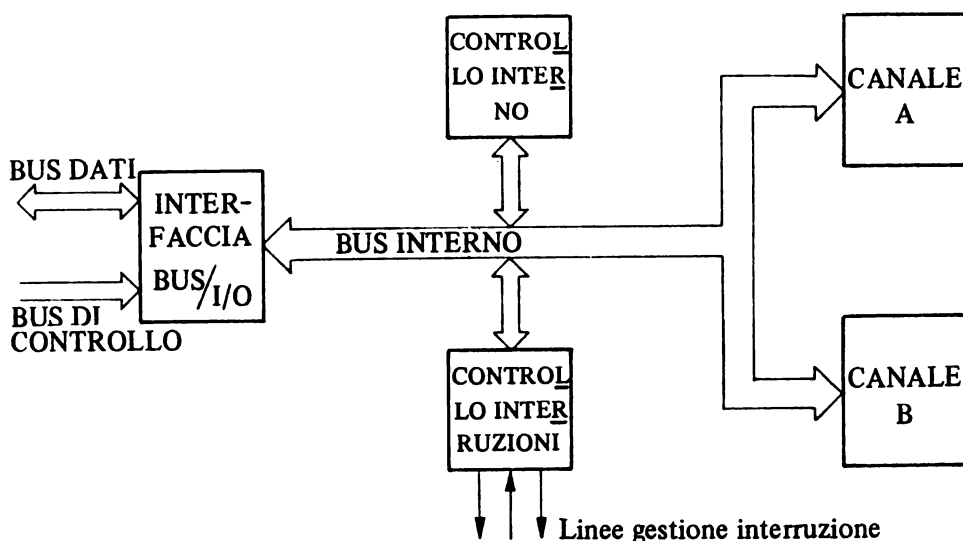 CONTROL
LO INTER
NO
CANALE
A
BUS DATI
INTER-
FACCIA
BUS/I/O
BUS INTERNO
BUS DI
CONTROLLO
CONTROL
LO INTER
RUZIONI
CANALE
B
Linee gestione interruzione